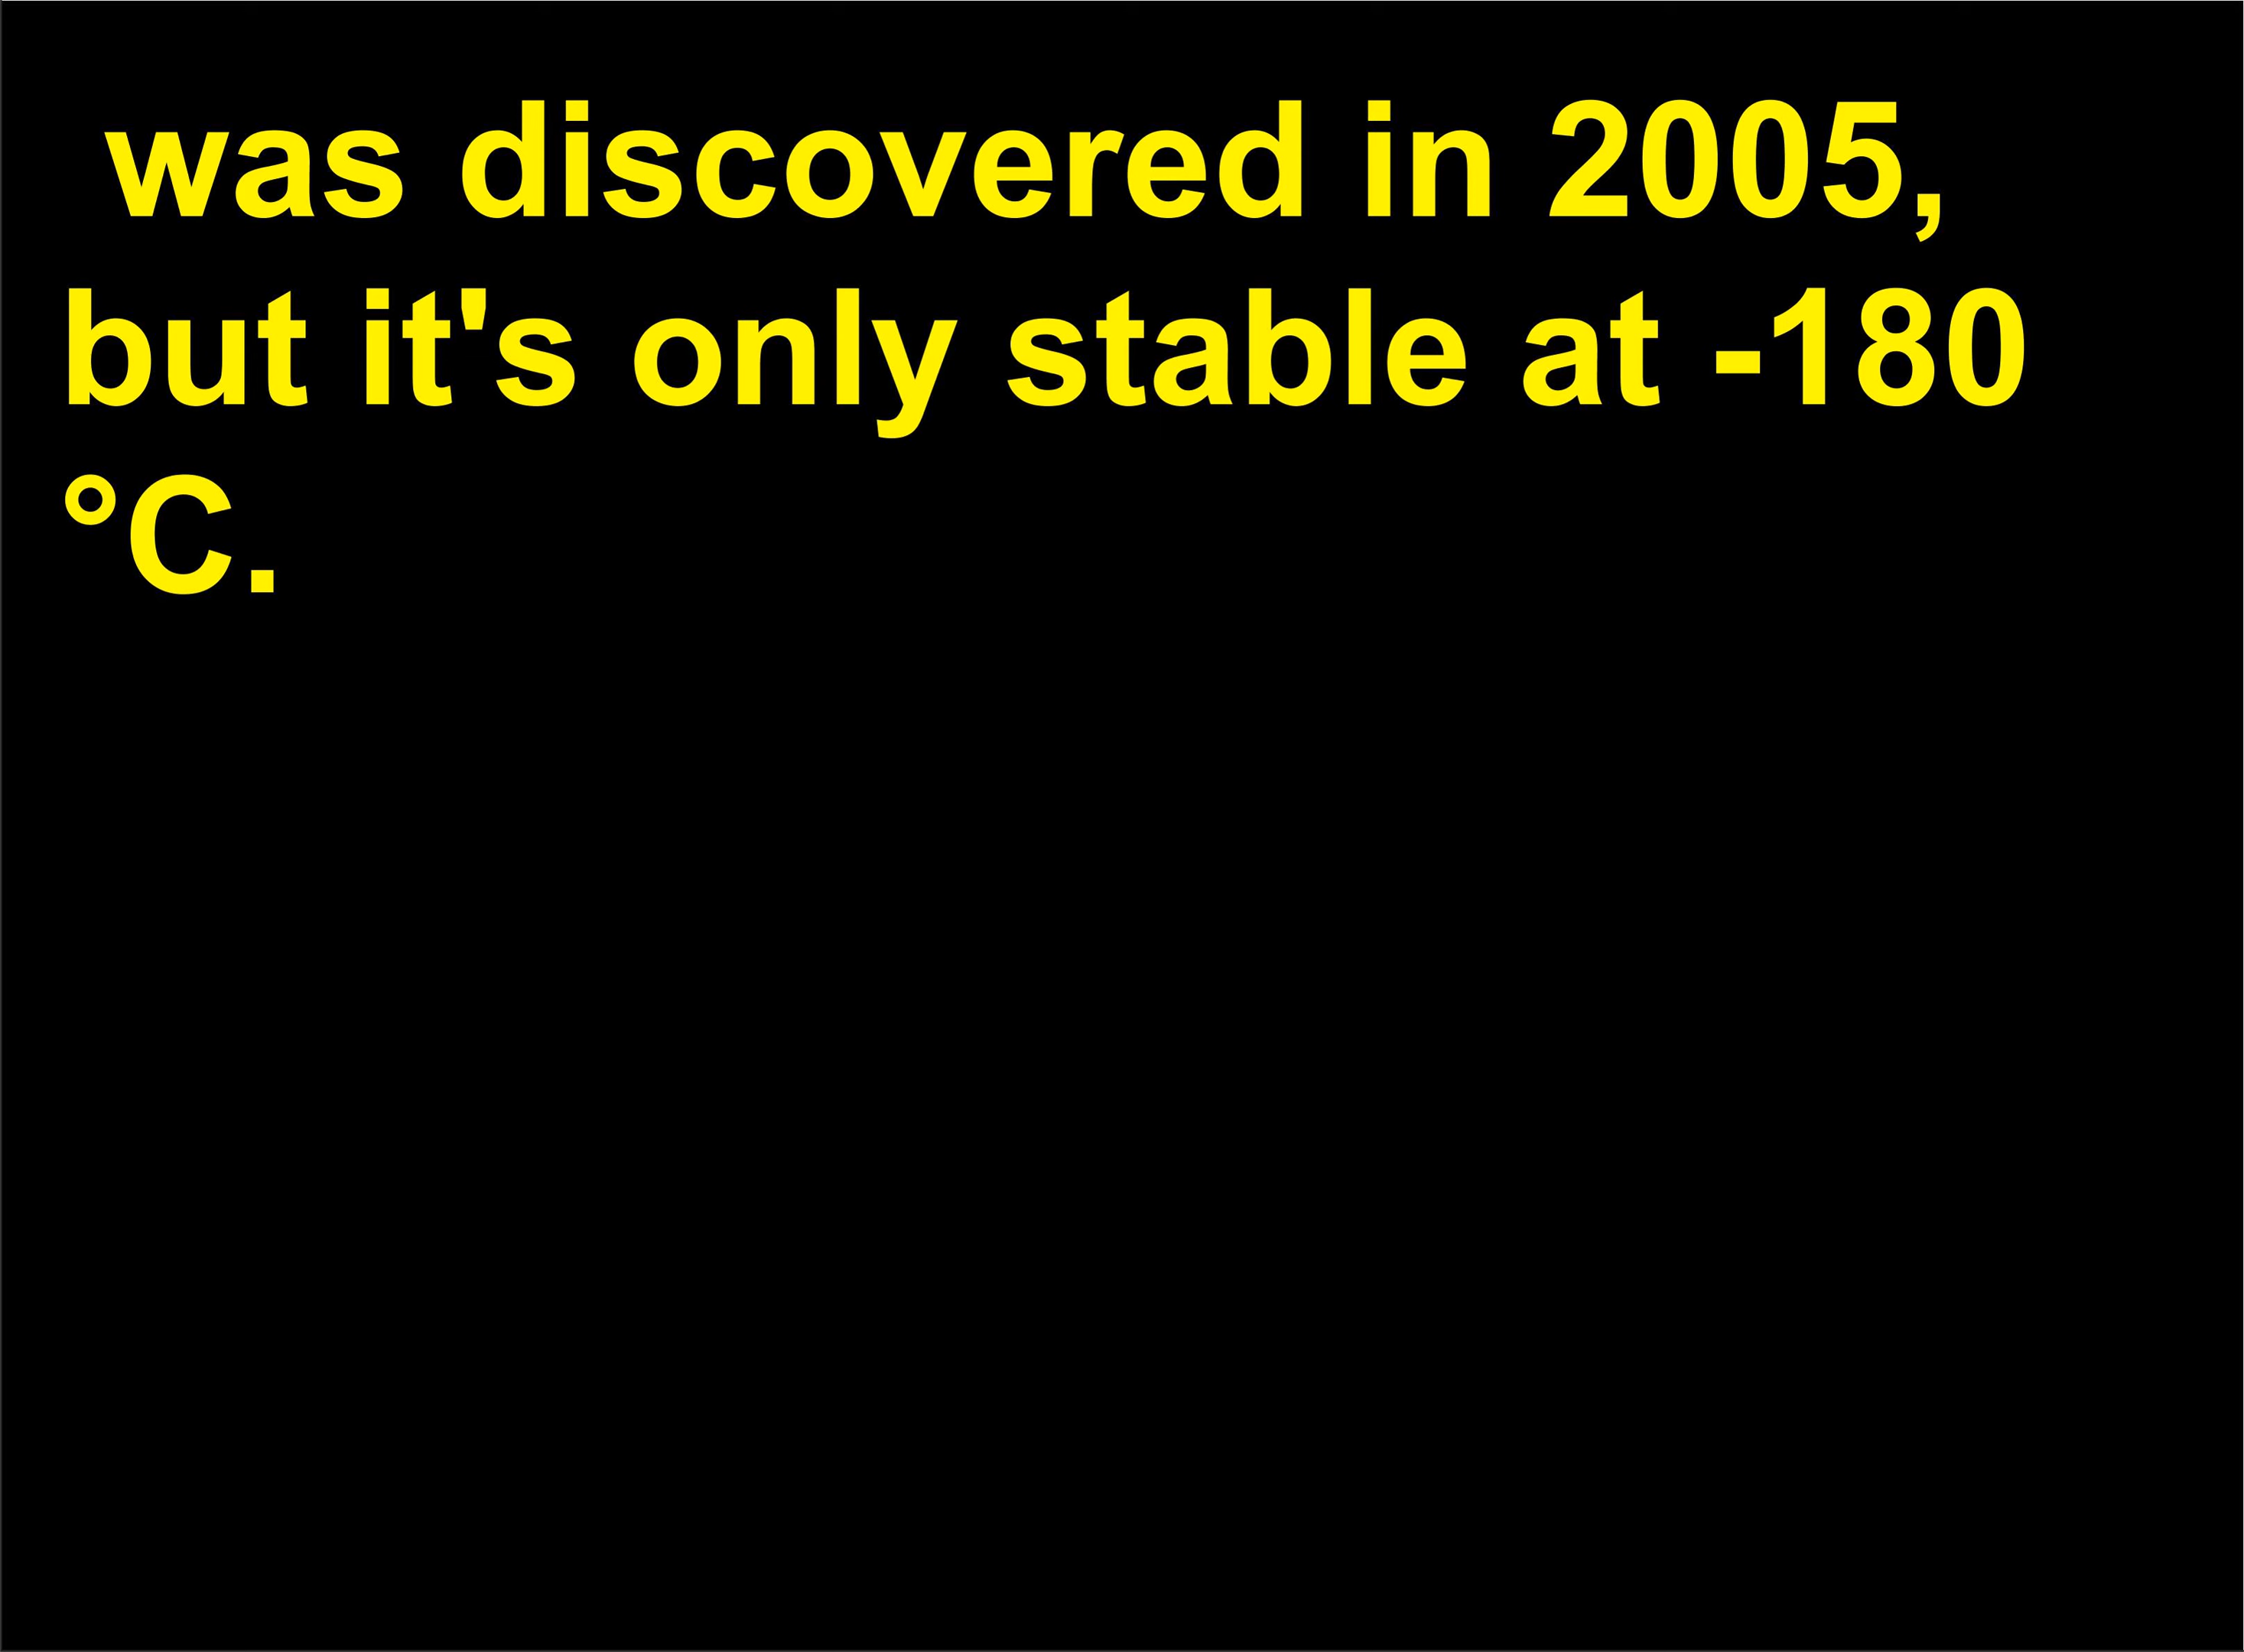 was discovered in 2005,
but it's only stable at -180
°C.